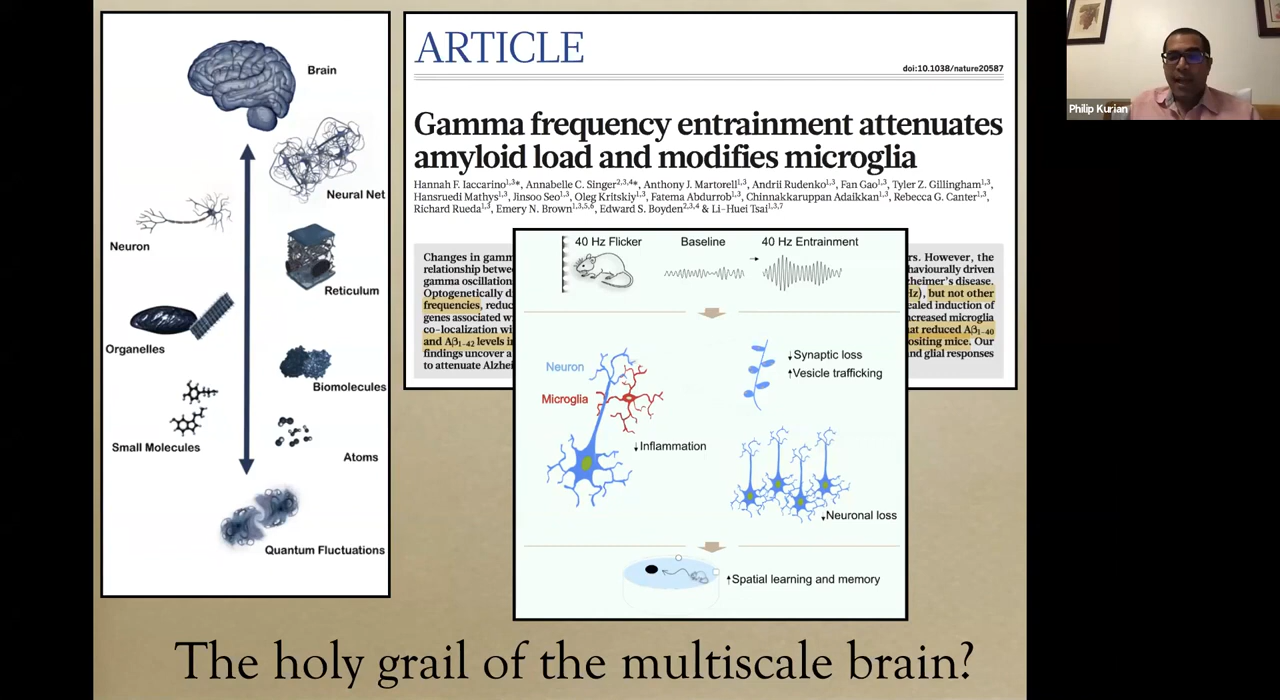 Brain
Neural Net
Neuron
Reticulum
Organelles
Biomolecules
Small Molecules
Atoms
Quantum Fluctuations
ARTICLE
doi:10.1038/nature20587
Gamma frequency entrainment attenuates
amyloid load and modifies microglia
Hannah F. Iaccarino1,3*, Annabelle C. Singer2,3,4*, Anthony J. Martorell1,3, Andrii Rudenko1,3, Fan Gao1,3, Tyler Z. Gillingham1,3,
Hansruedi Mathys1,3, Jinsoo Seo1,3, Oleg Kritskiy1,3, Fatema Abdurrob1,3, Chinnakkaruppan Adaikkan1,3, Rebecca G. Canter1,3,
Richard Rueda1,3, Emery N. Brown1,3,5,6, Edward S. Boyden2,3,4 & Li-Huei Tsai1,3,7
Changes in gamm rs. However, the
relationship betwe haviourally driven
gamma oscillation zheimer's disease.
Optogenetically d Hz), but not other
frequencies, reduc ealed induction of
genes associated w ncreased microglia
co-localization wi at reduced Aβ1–40
and Aβ1–42 levels i ositing mice. Our
findings uncover a nd glial responses
to attenuate Alzhei
40 Hz Flicker
Baseline
40 Hz Entrainment
Neuron
Microglia
↓Inflammation
↓Synaptic loss
↑Vesicle trafficking
↓Neuronal loss
↑Spatial learning and memory
The holy grail of the multiscale brain?
Philip Kurian